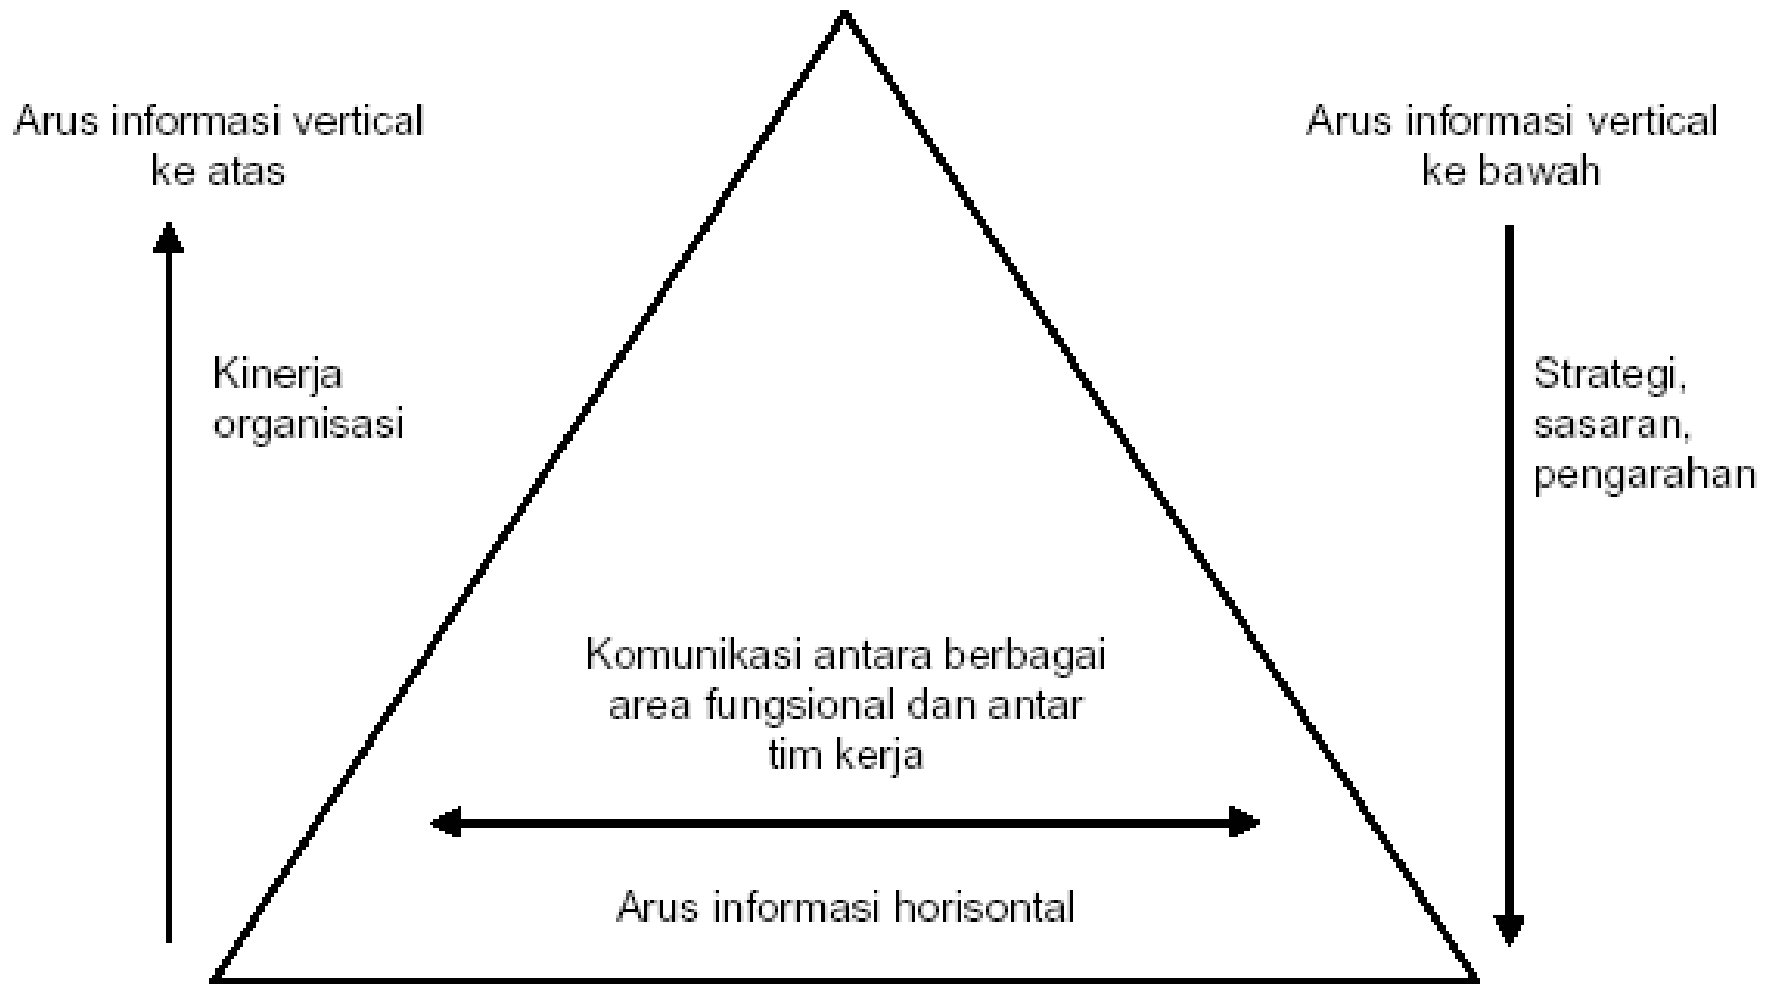 Arus informasi vertical
ke atas
Arus informasi vertical
ke bawah
Kinerja
organisasi
Strategi,
sasaran,
pengarahan
Komunikasi antara berbagai
area fungsional dan antar
tim kerja
Arus informasi horisontal